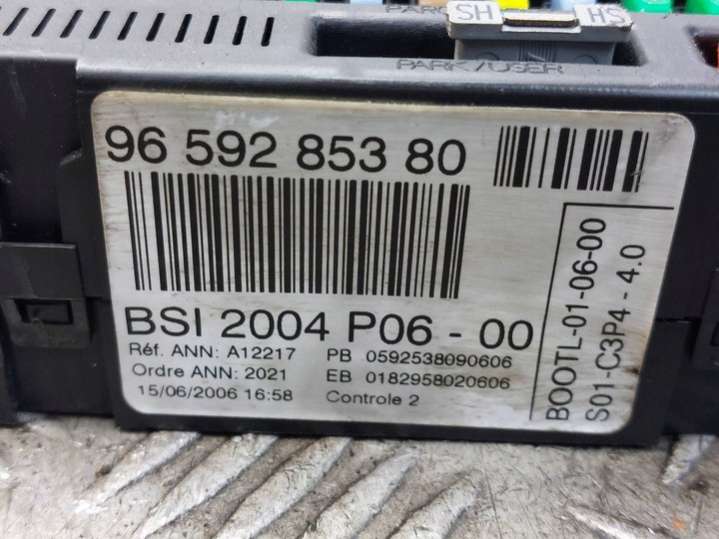 PARK
SH HS
PARK/USER
96 592 853 80
BSI 2004 P06 - 00
Réf. ANN: A12217 PB 0592538090606
Ordre ANN: 2021 EB 0182958020606
15/06/2006 16:58 Controle 2
BOOTL-01-06-00
S01-C3P4 - 4.0